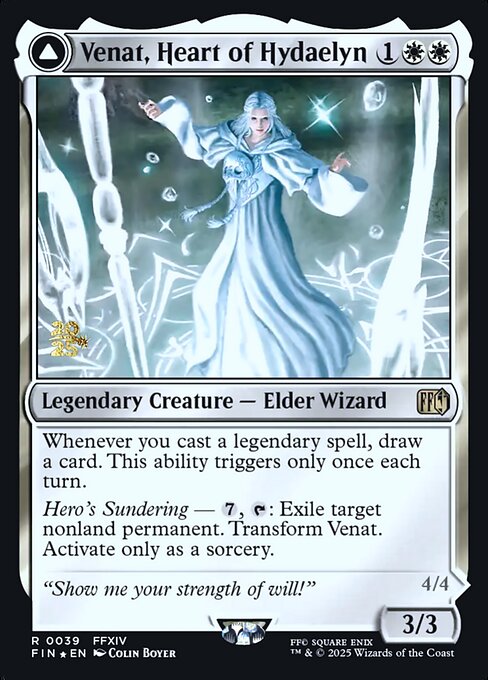 Venat, Heart of Hydaelyn 1
Legendary Creature — Elder Wizard
FFXIV
Whenever you cast a legendary spell, draw
a card. This ability triggers only once each
turn.
Hero's Sundering — 7, : Exile target
nonland permanent. Transform Venat.
Activate only as a sorcery.
"Show me your strength of will!"
4/4
3/3
R 0039 FFXIV
FIN★EN Colin Boyer
FF© SQUARE ENIX
™ & © 2025 Wizards of the Coast